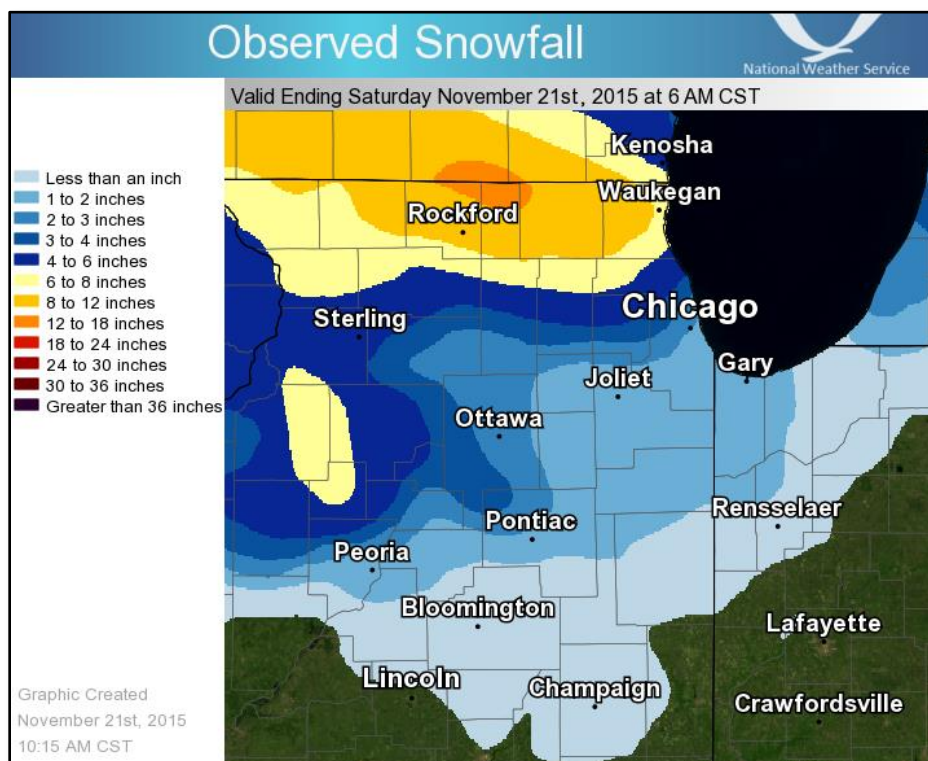 Observed Snowfall
National Weather Service
Valid Ending Saturday November 21st, 2015 at 6 AM CST
Less than an inch
1 to 2 inches
2 to 3 inches
3 to 4 inches
4 to 6 inches
6 to 8 inches
8 to 12 inches
12 to 18 inches
18 to 24 inches
24 to 30 inches
30 to 36 inches
Greater than 36 inches
Kenosha
Waukegan
Rockford
Chicago
Sterling
Gary
Joliet
Ottawa
Rensselaer
Pontiac
Peoria
Bloomington
Lafayette
Lincoln
Champaign
Crawfordsville
Graphic Created
November 21st, 2015
10:15 AM CST